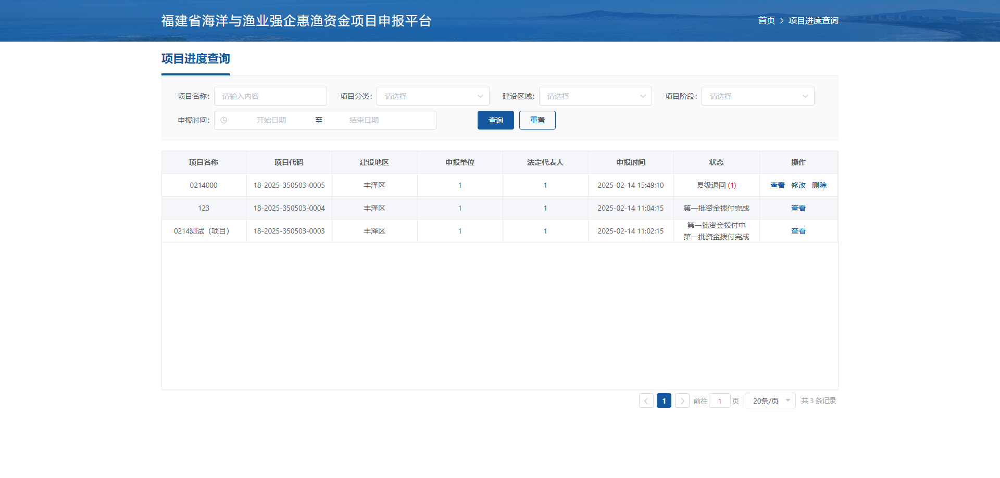 福建省海洋与渔业强企惠渔资金项目申报平台
首页 > 项目进度查询
项目进度查询
项目名称: 请输入内容 项目分类: 请选择 建设区域: 请选择 项目阶段: 请选择
申报时间: 开始日期 至 结束日期 查询 重置
项目名称 项目代码 建设地区 申报单位 法定代表人 申报时间 状态 操作
0214000 18-2025-350503-0005 丰泽区 1 1 2025-02-14 15:49:10 县级退回 (1) 查看 修改 删除
123 18-2025-350503-0004 丰泽区 1 1 2025-02-14 11:04:15 第一批资金拨付完成 查看
0214测试（项目） 18-2025-350503-0003 丰泽区 1 1 2025-02-14 11:02:15 第一批资金拨付中 查看
第一批资金拨付完成
1 前往 1 页 20条/页 共 3 条记录